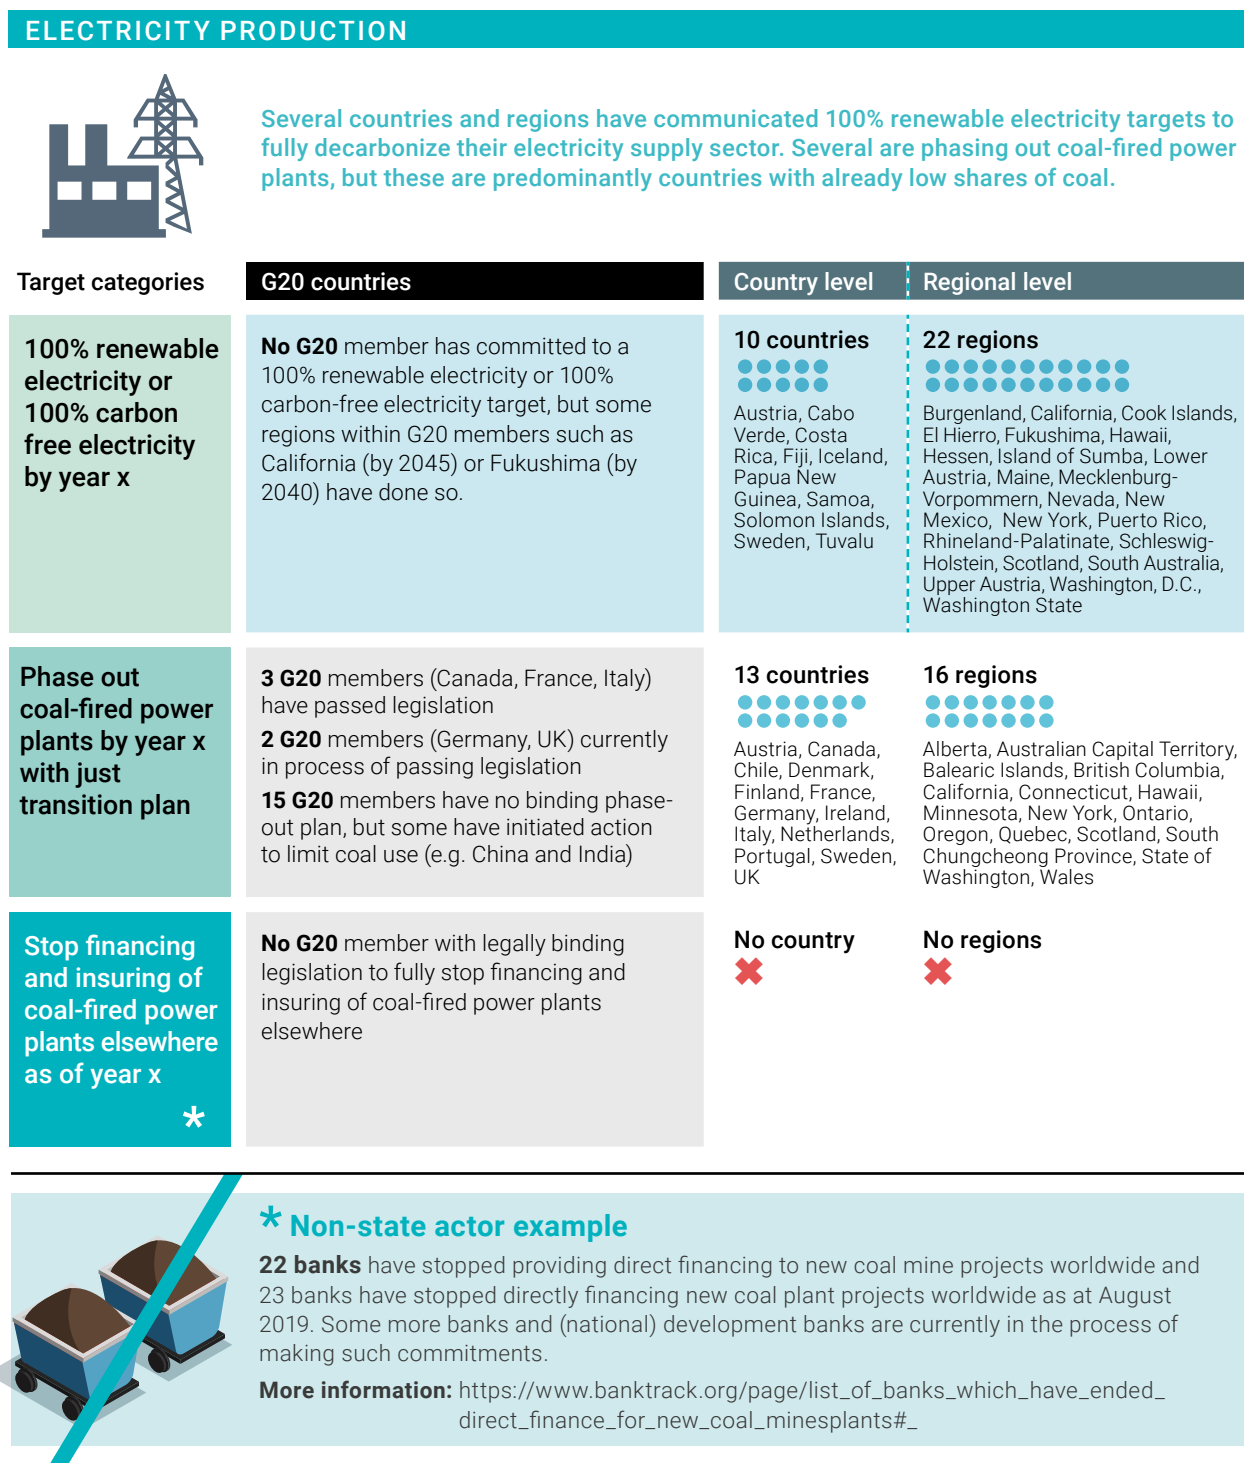 ELECTRICITY PRODUCTION
Several countries and regions have communicated 100% renewable electricity targets to
fully decarbonize their electricity supply sector. Several are phasing out coal-fired power
plants, but these are predominantly countries with already low shares of coal.
Target categories
G20 countries
Country level
Regional level
100% renewable
electricity or
100% carbon
free electricity
by year x
No G20 member has committed to a
100% renewable electricity or 100%
carbon-free electricity target, but some
regions within G20 members such as
California (by 2045) or Fukushima (by
2040) have done so.
10 countries
Austria, Cabo
Verde, Costa
Rica, Fiji, Iceland,
Papua New
Guinea, Samoa,
Solomon Islands,
Sweden, Tuvalu
22 regions
Burgenland, California, Cook Islands,
El Hierro, Fukushima, Hawaii,
Hessen, Island of Sumba, Lower
Austria, Maine, Mecklenburg-
Vorpommern, Nevada, New
Mexico, New York, Puerto Rico,
Rhineland-Palatinate, Schleswig-
Holstein, Scotland, South Australia,
Upper Austria, Washington, D.C.,
Washington State
Phase out
coal-fired power
plants by year x
with just
transition plan
3 G20 members (Canada, France, Italy)
have passed legislation
2 G20 members (Germany, UK) currently
in process of passing legislation
15 G20 members have no binding phase-
out plan, but some have initiated action
to limit coal use (e.g. China and India)
13 countries
Austria, Canada,
Chile, Denmark,
Finland, France,
Germany, Ireland,
Italy, Netherlands,
Portugal, Sweden,
UK
16 regions
Alberta, Australian Capital Territory,
Balearic Islands, British Columbia,
California, Connecticut, Hawaii,
Minnesota, New York, Ontario,
Oregon, Quebec, Scotland, South
Chungcheong Province, State of
Washington, Wales
Stop financing
and insuring of
coal-fired power
plants elsewhere
as of year x
*
No G20 member with legally binding
legislation to fully stop financing and
insuring of coal-fired power plants
elsewhere
No country
No regions
* Non-state actor example
22 banks have stopped providing direct financing to new coal mine projects worldwide and
23 banks have stopped directly financing new coal plant projects worldwide as at August
2019. Some more banks and (national) development banks are currently in the process of
making such commitments.
More information: https://www.banktrack.org/page/list_of_banks_which_have_ended_
direct_finance_for_new_coal_minesplants#_